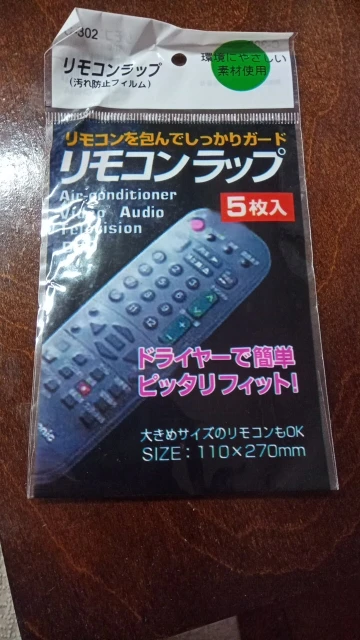 302
リモコンラップ
(汚れ防止フィルム)
環境にやさしい
素材使用
リモコンを包んでしっかりガード
リモコンラップ
Air-conditioner
Video Audio
Television
5枚入
ドライヤーで簡単
ピッタリフィット!
大きめサイズのリモコンもOK
SIZE:110×270mm